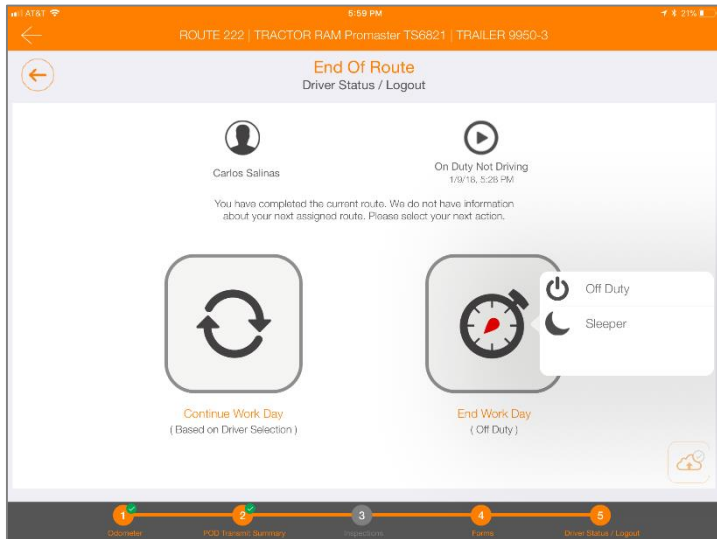 AT&T
6:59 PM
21%
ROUTE 222 | TRACTOR RAM Promaster TS6821 | TRAILER 9950-3
End Of Route
Driver Status / Logout
Carlos Salinas
On Duty Not Driving
1/9/18, 5:28 PM
You have completed the current route. We do not have information
about your next assigned route. Please select your next action.
Off Duty
Sleeper
Continue Work Day
( Based on Driver Selection )
End Work Day
( Off Duty )
1
2
3
4
5
Odometer
POD Transmit Summary
Inspections
Forms
Driver Status / Logout